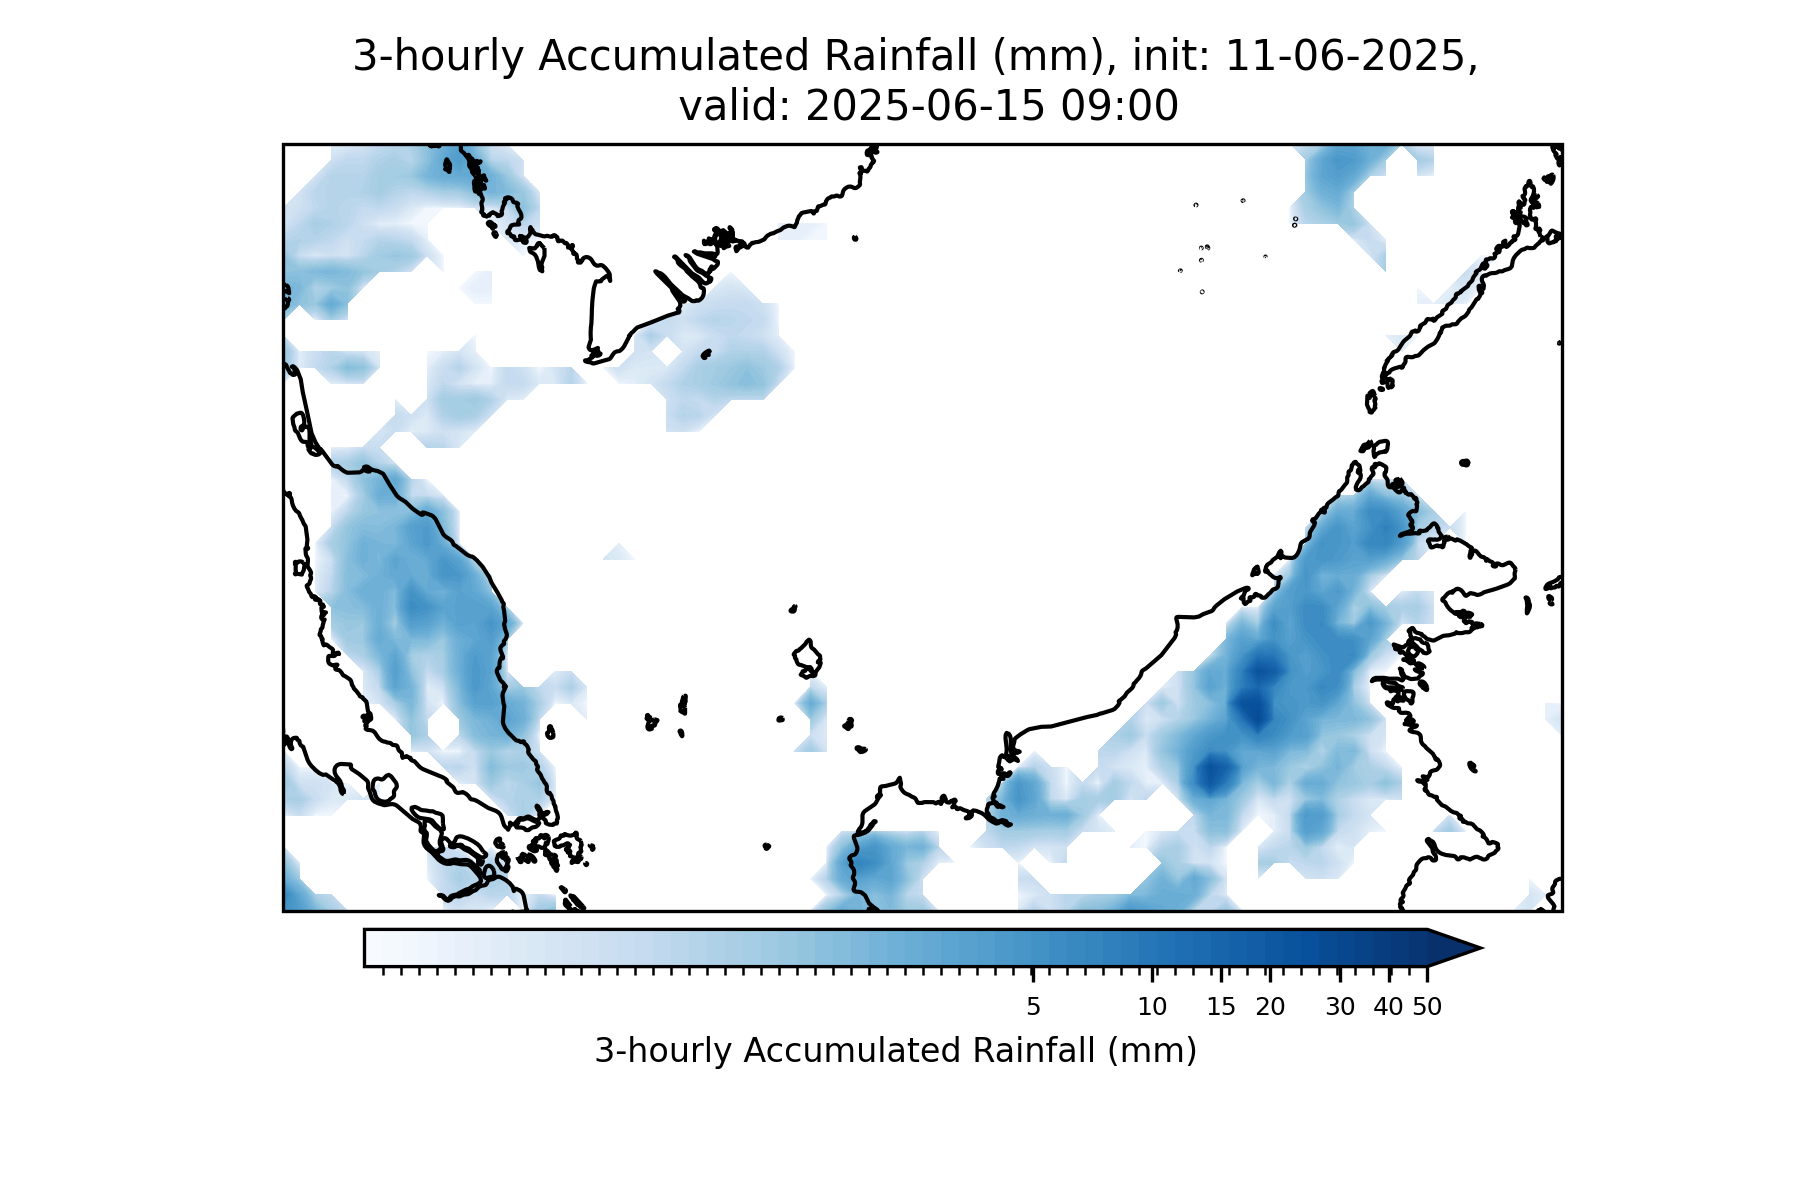 3-hourly Accumulated Rainfall (mm), init: 11-06-2025,
valid: 2025-06-15 09:00
5 10 15 20 30 40 50
3-hourly Accumulated Rainfall (mm)